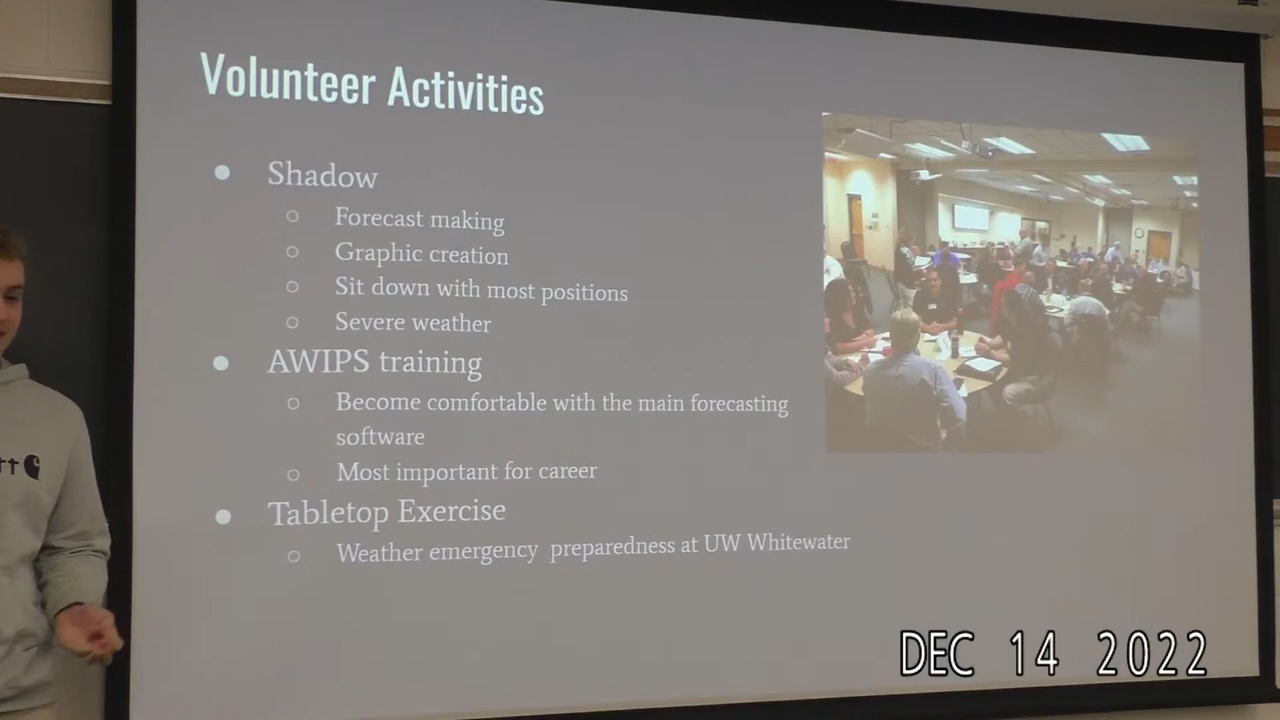 Volunteer Activities
Shadow
Forecast making
Graphic creation
Sit down with most positions
Severe weather
AWIPS training
Become comfortable with the main forecasting
software
Most important for career
Tabletop Exercise
Weather emergency preparedness at UW Whitewater
DEC 14 2022